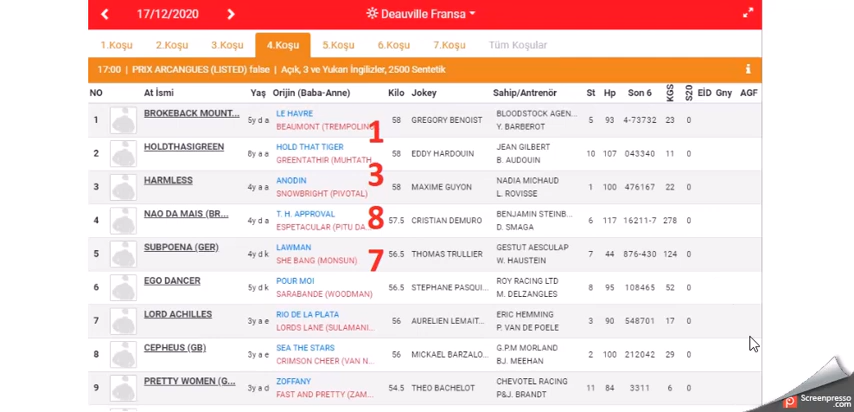 17/12/2020 Deauville Fransa
1.Koşu 2.Koşu 3.Koşu 4.Koşu 5.Koşu 6.Koşu 7.Koşu Tüm Koşular
17:00 | PRIX ARCANGUES (LISTED) false | Açık, 3 ve Yukarı İngilizler, 2500 Sentetik
NO At İsmi Yaş Orijin (Baba-Anne) Kilo Jokey Sahip/Antrenör St Hp Son 6 KGS S20 EİD Gny AGF
1 BROKEBACK MOUNT... 5y d a LE HAVRE 58 GREGORY BENOIST BLOODSTOCK AGEN... 5 93 4-73732 23 0
BEAUMONT (TREMPOLIN Y. BARBEROT
1
2 HOLDTHASIGREEN 8y a a HOLD THAT TIGER 58 EDDY HARDOUIN JEAN GILBERT 10 107 043340 11 0
GREENTATHIR (MUHTATH B. AUDOUIN
3
3 HARMLESS 4y a a ANODIN 58 MAXIME GUYON NADIA MICHAUD 1 100 476167 22 0
SNOWBRIGHT (PIVOTAL) L. ROVISSE
8
4 NAO DA MAIS (BR... 4y d a T. H. APPROVAL 57.5 CRISTIAN DEMURO BENJAMIN STEINB... 6 117 16211-7 278 0
ESPETACULAR (PITU DA... D. SMAGA
7
5 SUBPOENA (GER) 4y d k LAWMAN 56.5 THOMAS TRULLIER GESTUT AESCULAP 7 44 876-430 124 0
SHE BANG (MONSUN) W. HAUSTEIN
6 EGO DANCER 5y d k POUR MOI 56.5 STEPHANE PASQUI... ROY RACING LTD 8 95 108465 52 0
SARABANDE (WOODMAN) M. DELZANGLES
7 LORD ACHILLES 3y a e RIO DE LA PLATA 56 AURELIEN LEMAIT... ERIC HEMMING 3 90 548701 17 0
LORDS LANE (SULAMANI... P. VAN DE POELE
8 CEPHEUS (GB) 3y a e SEA THE STARS 56 MICKAEL BARZALO... G.P.M MORLAND 2 100 212042 29 0
CRIMSON CHEER (VAN N... BJ. MEEHAN
9 PRETTY WOMEN (G... 3y a d ZOFFANY 54.5 THEO BACHELOT CHEVOTEL RACING 11 84 3311 6 0
FAST AND PRETTY (ZAM... P&J. BRANDT
Screenpresso
.com